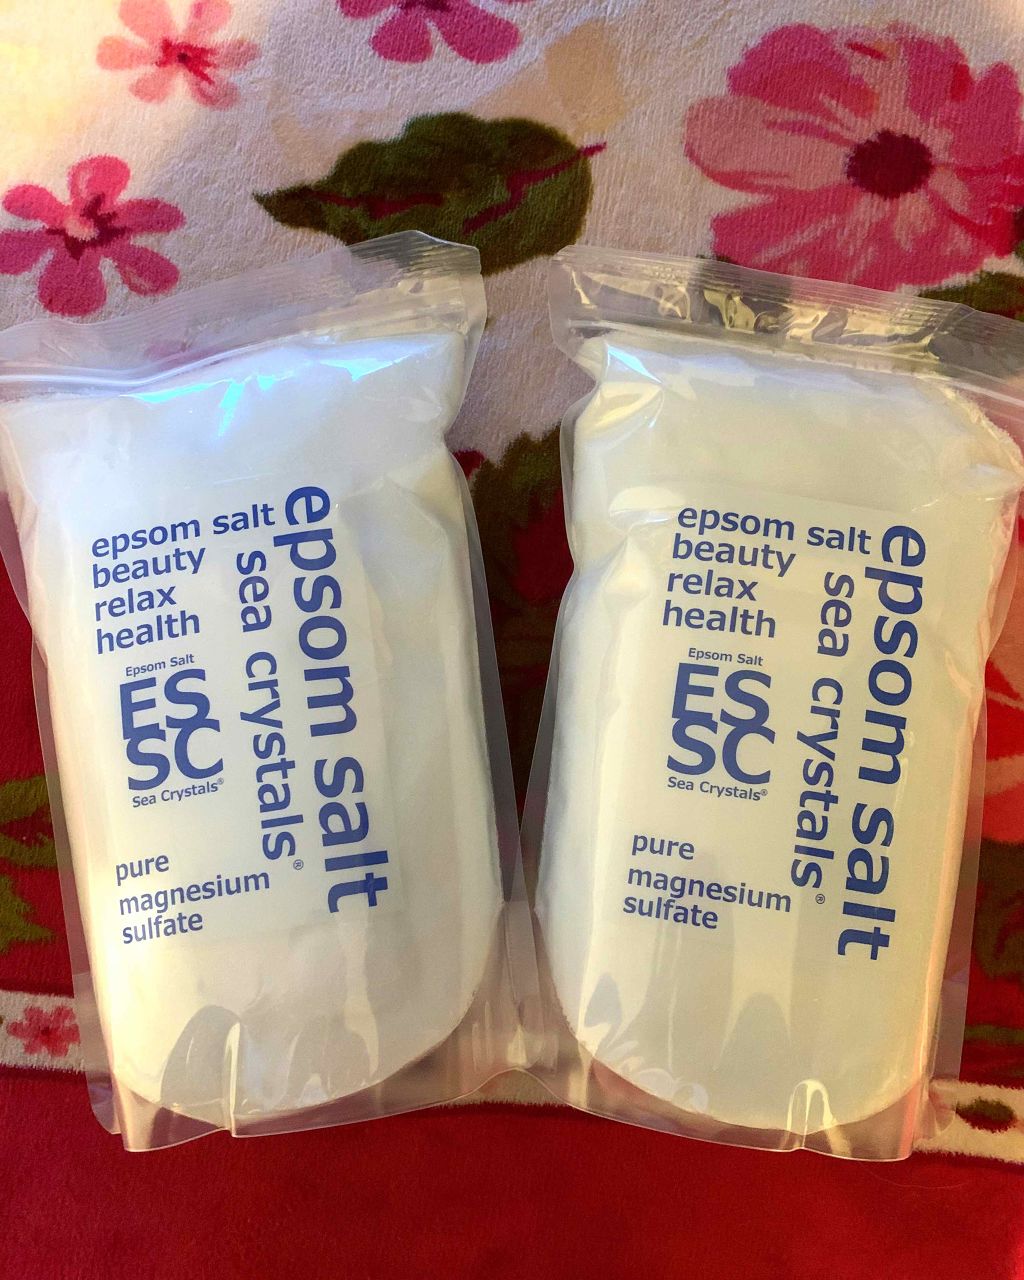 epsom salt
beauty
relax
health
Epsom Salt
ES
SC
Sea Crystals®
pure
magnesium
sulfate
sea crystals®
epsom salt
epsom salt
beauty
relax
health
Epsom Salt
ES
SC
Sea Crystals®
pure
magnesium
sulfate
sea crystals®
epsom salt